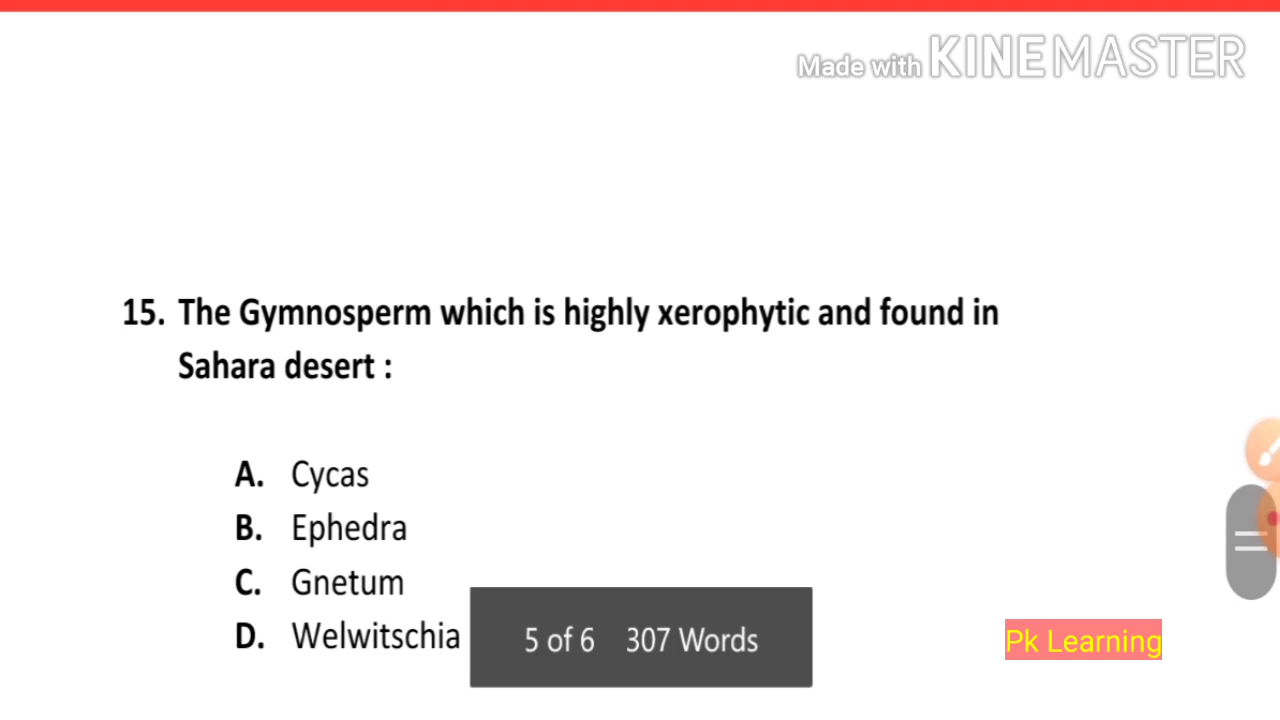 Made with KINEMASTER
15. The Gymnosperm which is highly xerophytic and found in
Sahara desert :
A. Cycas
B. Ephedra
C. Gnetum
D. Welwitschia
5 of 6 307 Words
Pk Learning